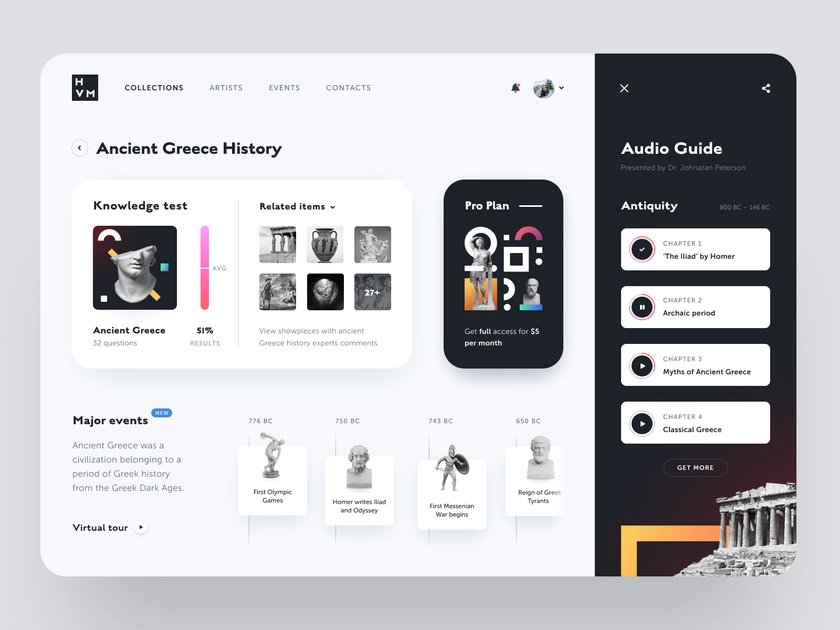 H
VM
COLLECTIONS
ARTISTS
EVENTS
CONTACTS
Ancient Greece History
Knowledge test
AVG
Ancient Greece
32 questions
51%
RESULTS
Related items
27+
View showpieces with ancient
Greece history experts comments.
Pro Plan
Get full access for $5
per month
Major events
NEW
Ancient Greece was a
civilization belonging to a
period of Greek history
from the Greek Dark Ages.
Virtual tour
776 BC
First Olympic
Games
750 BC
Homer writes Iliad
and Odyssey
743 BC
First Messenian
War begins
650 BC
Reign of Greek
Tyrants
Audio Guide
Presented by Dr. Johnatan Peterson
Antiquity
800 BC – 146 BC
CHAPTER 1
'The Iliad' by Homer
CHAPTER 2
Archaic period
CHAPTER 3
Myths of Ancient Greece
CHAPTER 4
Classical Greece
GET MORE